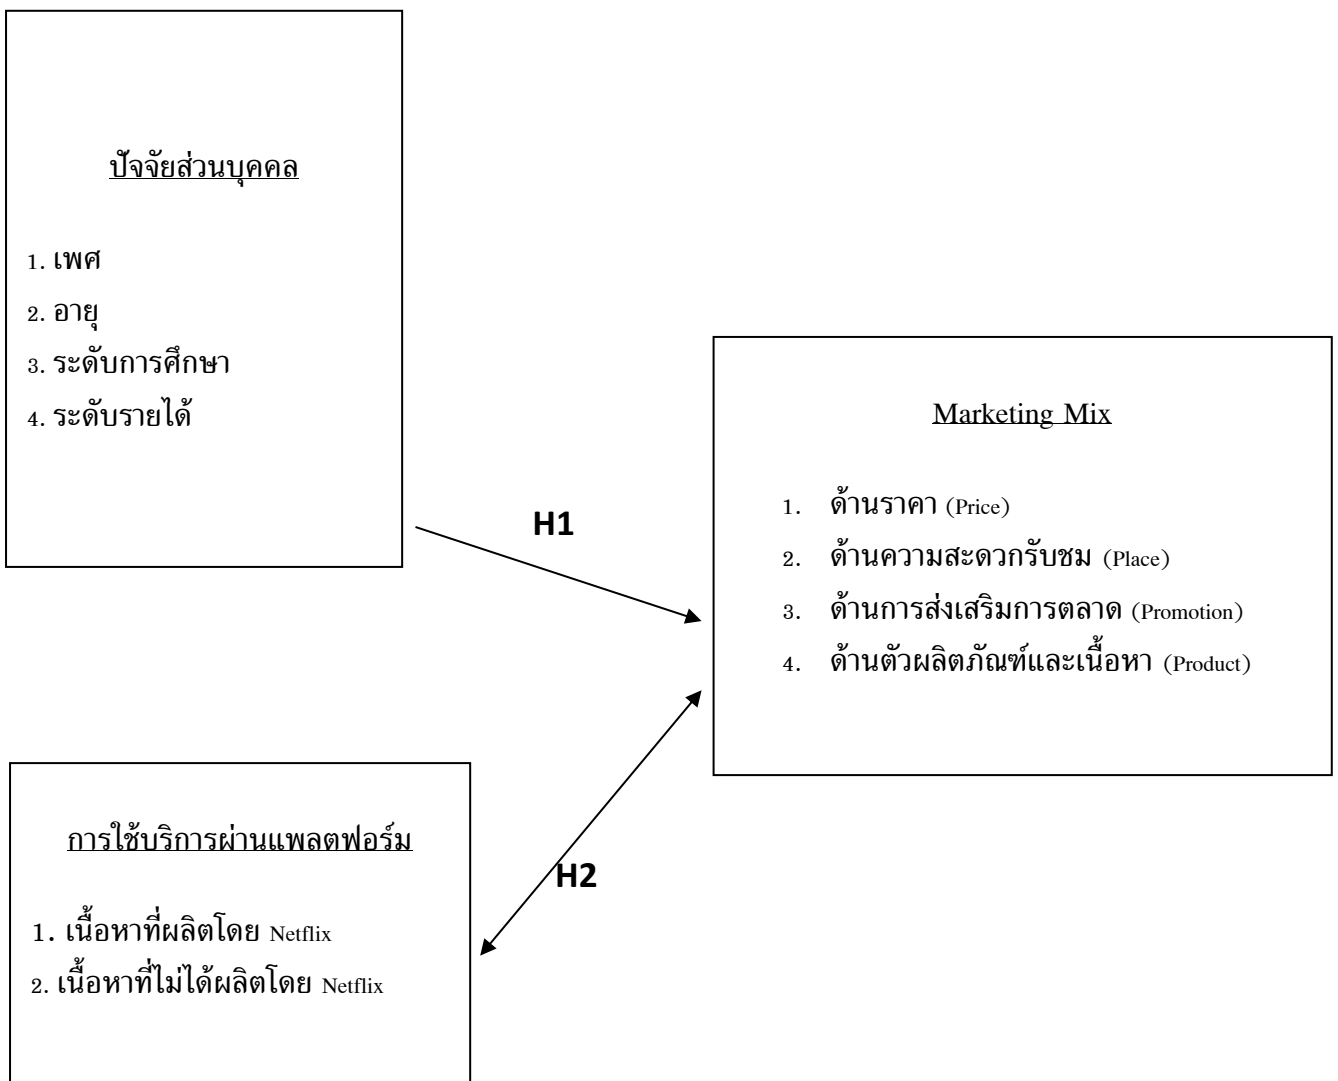 ปัจจัยส่วนบุคคล
1. เพศ
2. อายุ
3. ระดับการศึกษา
4. ระดับรายได้
H1
Marketing Mix
1. ด้านราคา (Price)
2. ด้านความสะดวกรับชม (Place)
3. ด้านการส่งเสริมการตลาด (Promotion)
4. ด้านตัวผลิตภัณฑ์และเนื้อหา (Product)
H2
การใช้บริการผ่านแพลตฟอร์ม
1. เนื้อหาที่ผลิตโดย Netflix
2. เนื้อหาที่ไม่ได้ผลิตโดย Netflix